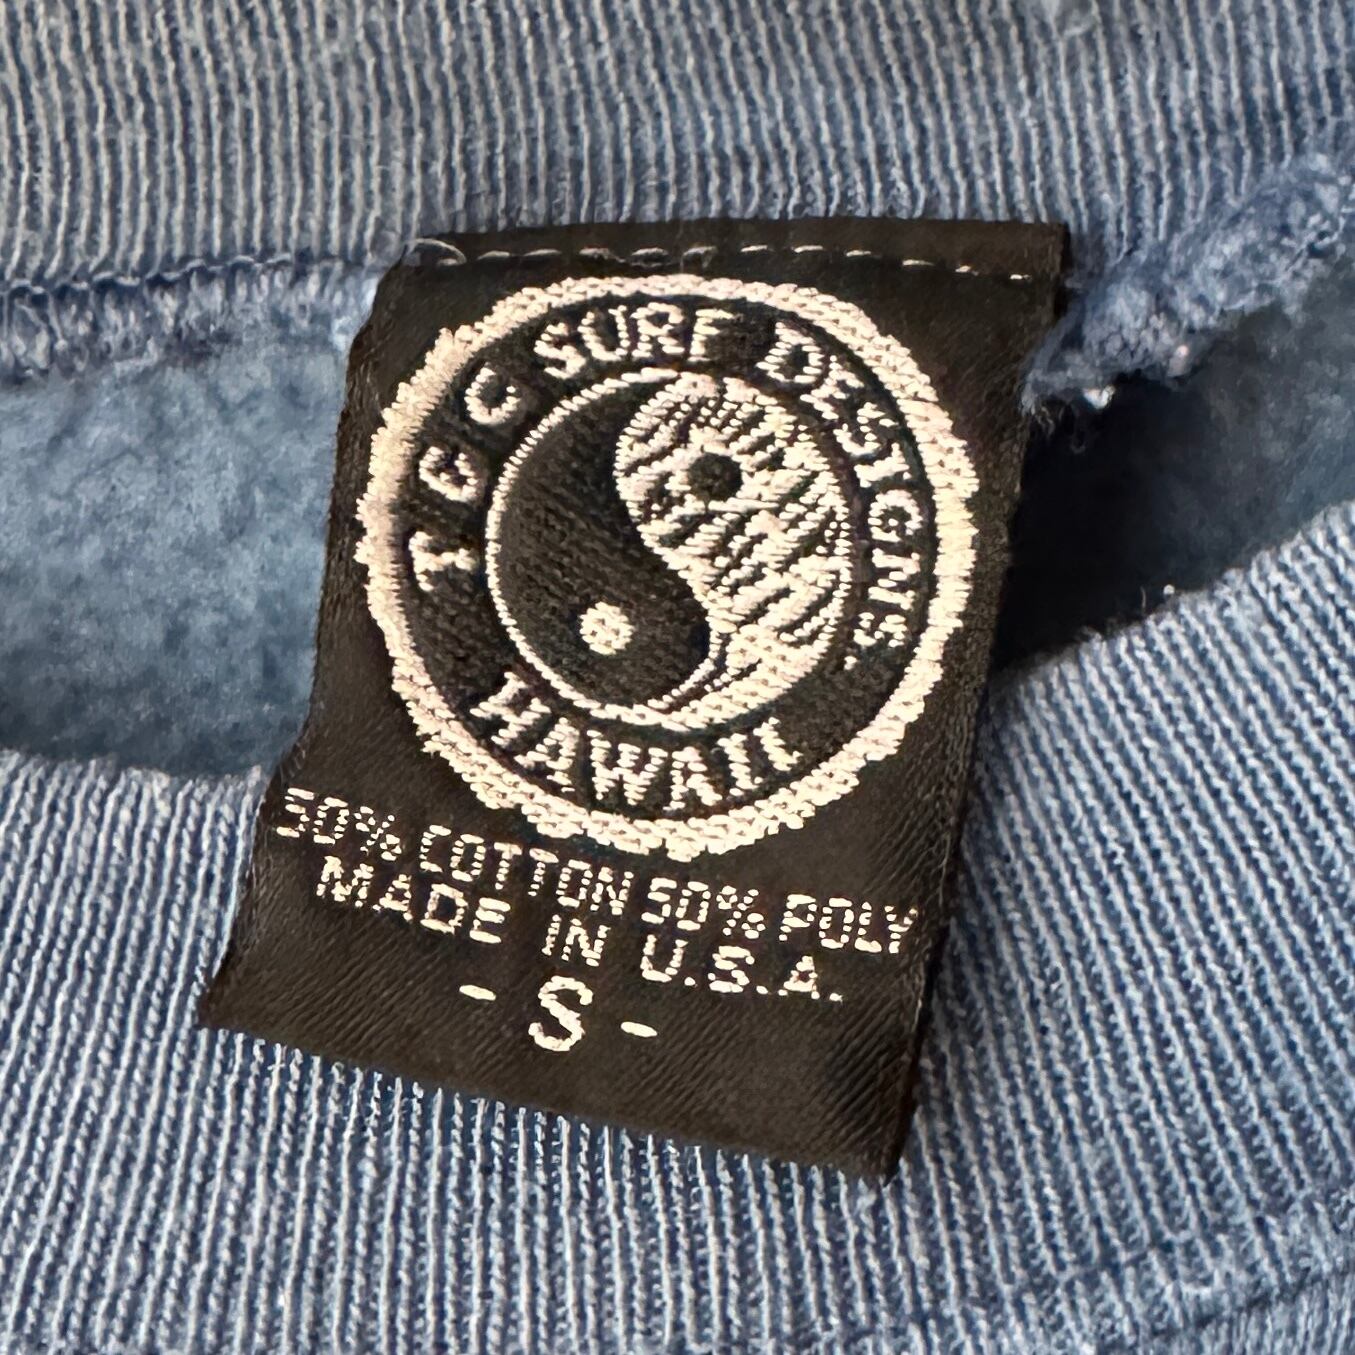 T C C SURF DESIGNS.
HAWAII
50% COTTON 50% POLY
MADE IN U.S.A.
- S -